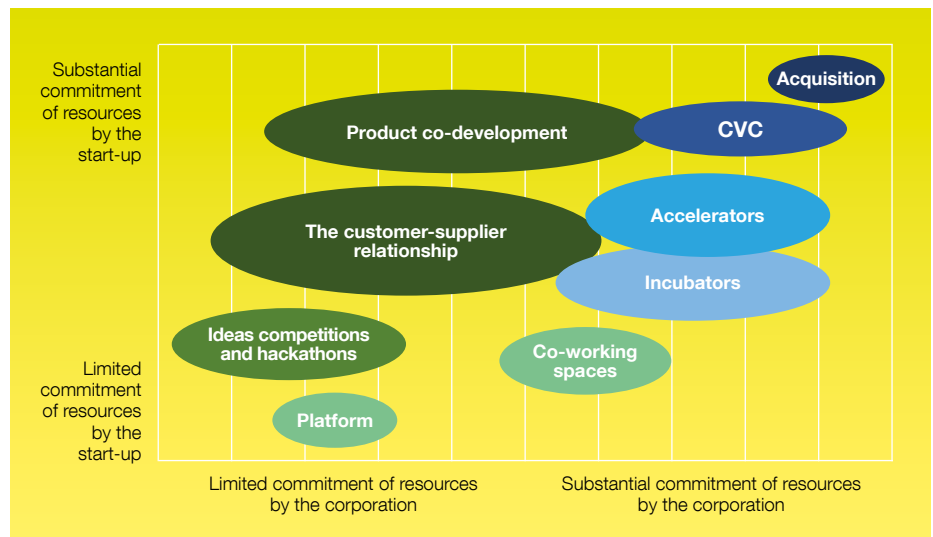 Substantial
commitment
of resources
by the
start-up
Acquisition
Product co-development
CVC
Accelerators
The customer-supplier
relationship
Incubators
Ideas competitions
and hackathons
Co-working
spaces
Limited
commitment
of resources
by the
start-up
Platform
Limited commitment of resources
by the corporation
Substantial commitment of resources
by the corporation